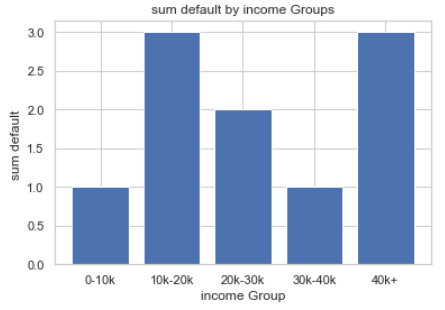 sum default by income Groups
3.0
2.5
2.0
1.5
1.0
0.5
0.0
sum default
0-10k 10k-20k 20k-30k 30k-40k 40k+
income Group